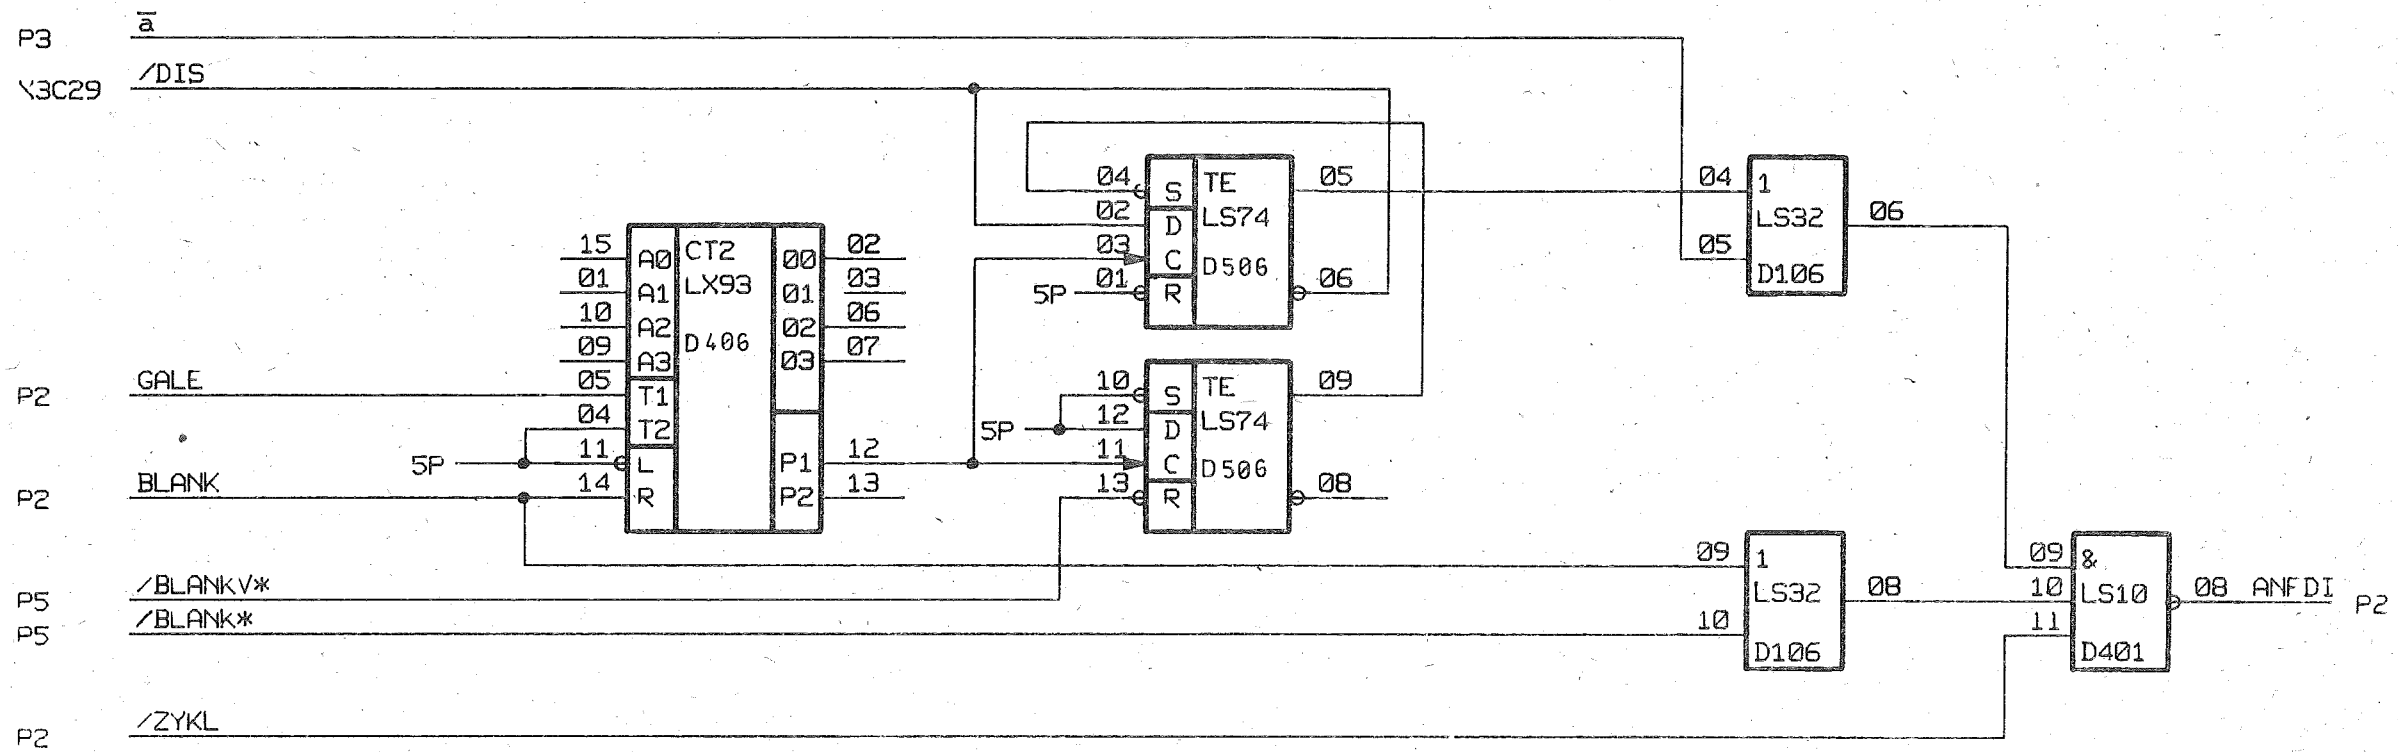 P3 a̅
X3C29 /DIS
04 S TE 05
02 D LS74
03 C D506
5P 01 R 06
04 1 06
LS32
05 D106
15 A0 CT2 00 02
01 A1 LX93 01 03
10 A2 02 06
09 A3 D406 03 07
P2 GALE 05 T1
04 T2
5P 11 L P1 12
P2 BLANK 14 R P2 13
10 S TE 09
5P 12 D LS74
11 C D506
13 R 08
P5 /BLANKV*
P5 /BLANK*
09 1
LS32 08
10 D106
09 &
10 LS10 08 ANFDI P2
11 D401
P2 /ZYKL